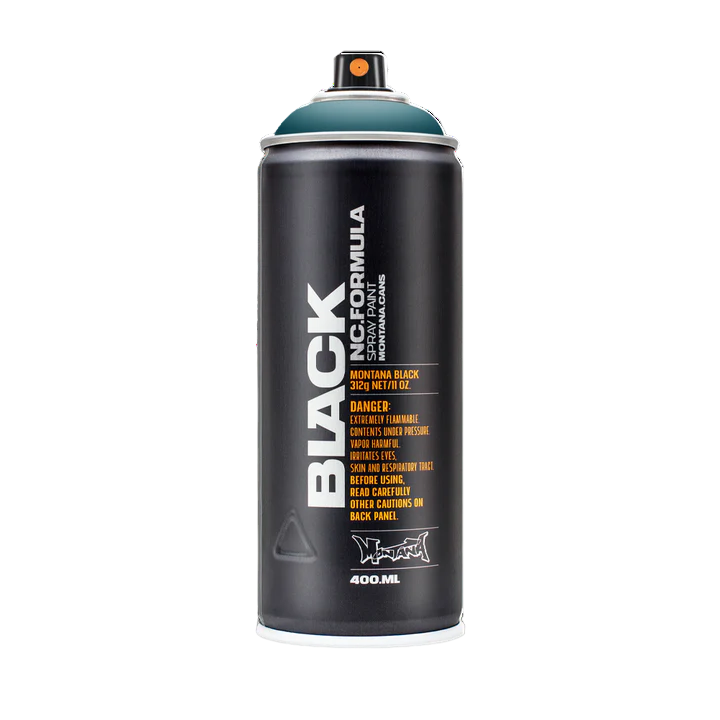 BLACK
NC.FORMULA
SPRAY PAINT
MONTANA.CANS
MONTANA BLACK
312g NET/11 OZ.
DANGER:
EXTREMELY FLAMMABLE.
CONTENTS UNDER PRESSURE.
VAPOR HARMFUL.
IRRITATES EYES,
SKIN AND RESPIRATORY TRACT.
BEFORE USING,
READ CAREFULLY
OTHER CAUTIONS ON
BACK PANEL.
MONTANA
400.ML